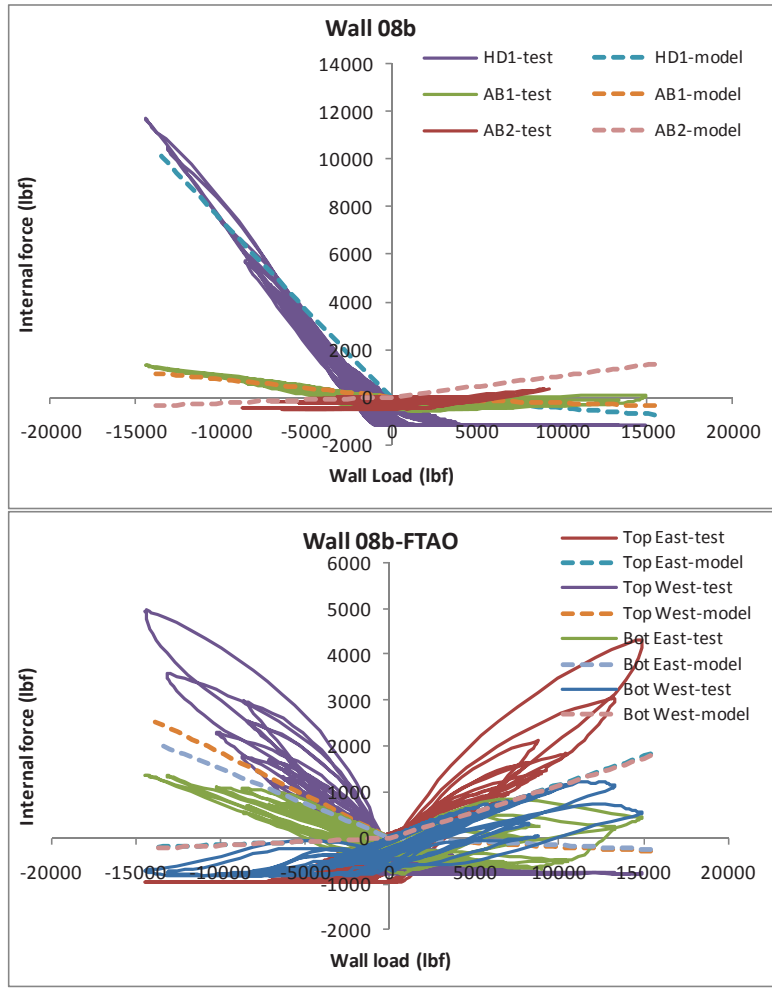 Wall 08b
HD1-test HD1-model
AB1-test AB1-model
AB2-test AB2-model
14000
12000
10000
8000
6000
4000
2000
0
-2000
-20000 -15000 -10000 -5000 0 5000 10000 15000 20000
Internal force (lbf)
Wall Load (lbf)
Wall 08b-FTAO
Top East-test
Top East-model
Top West-test
Top West-model
Bot East-test
Bot East-model
Bot West-test
Bot West-model
6000
5000
4000
3000
2000
1000
0
-1000
-2000
-20000 -15000 -10000 -5000 0 5000 10000 15000 20000
Internal force (lbf)
Wall load (lbf)